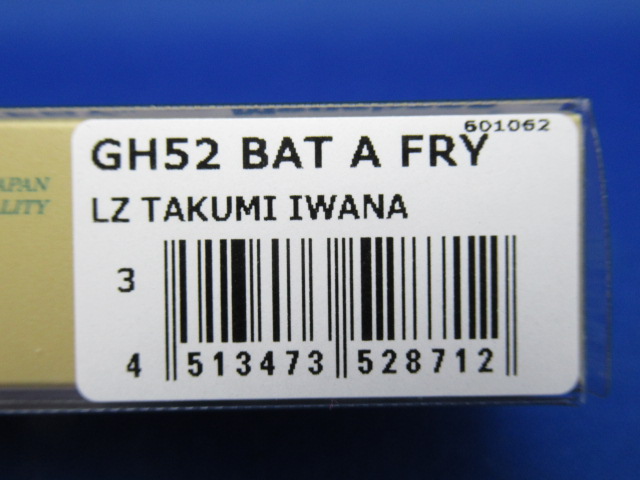 601062
GH52 BAT A FRY
LZ TAKUMI IWANA
3
4 513473 528712